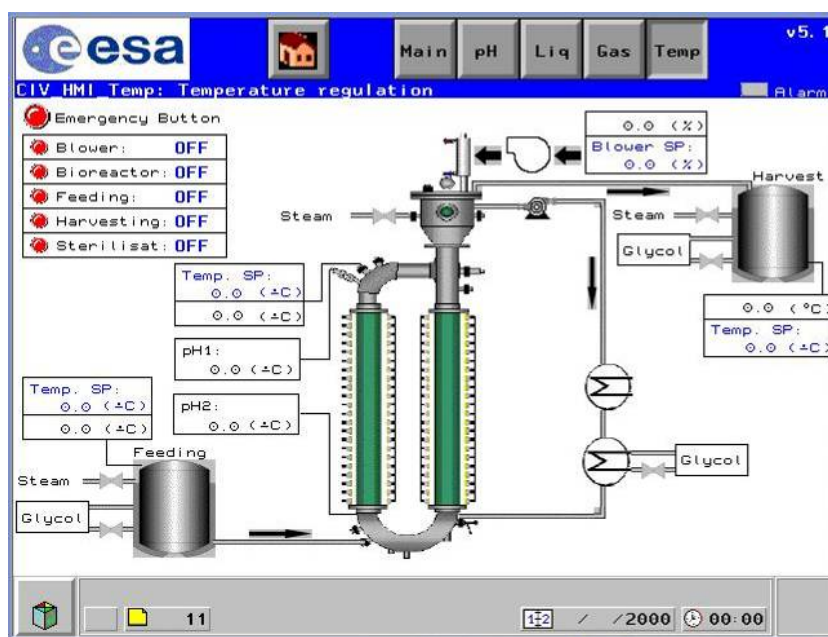 esa
Main pH Liq Gas Temp
v5.1
CIV_HMI_Temp: Temperature regulation
Alarm
Emergency Button
Blower: OFF
Bioreactor: OFF
Feeding: OFF
Harvesting: OFF
Sterilisat: OFF
0.0 (%)
Blower SP:
0.0 (%)
Harvest
Steam
Steam
Glycol
Temp. SP:
0.0 (±C)
0.0 (±C)
0.0 (°C)
Temp. SP:
0.0 (±C)
pH1:
0.0 (±C)
Temp. SP:
0.0 (±C)
0.0 (±C)
pH2:
0.0 (±C)
Feeding
Steam
Glycol
Glycol
11
12 / /2000 00:00